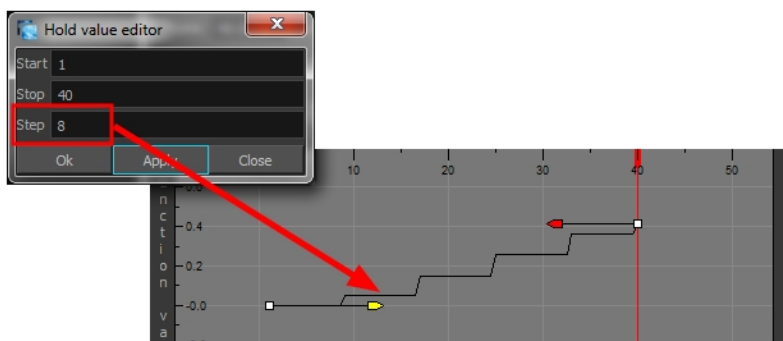 Hold value editor
Start 1
Stop 40
Step 8
Ok Apply Close
10 20 30 40 50
0.4
0.2
-0.0
n
c
t
i
o
n
v
a